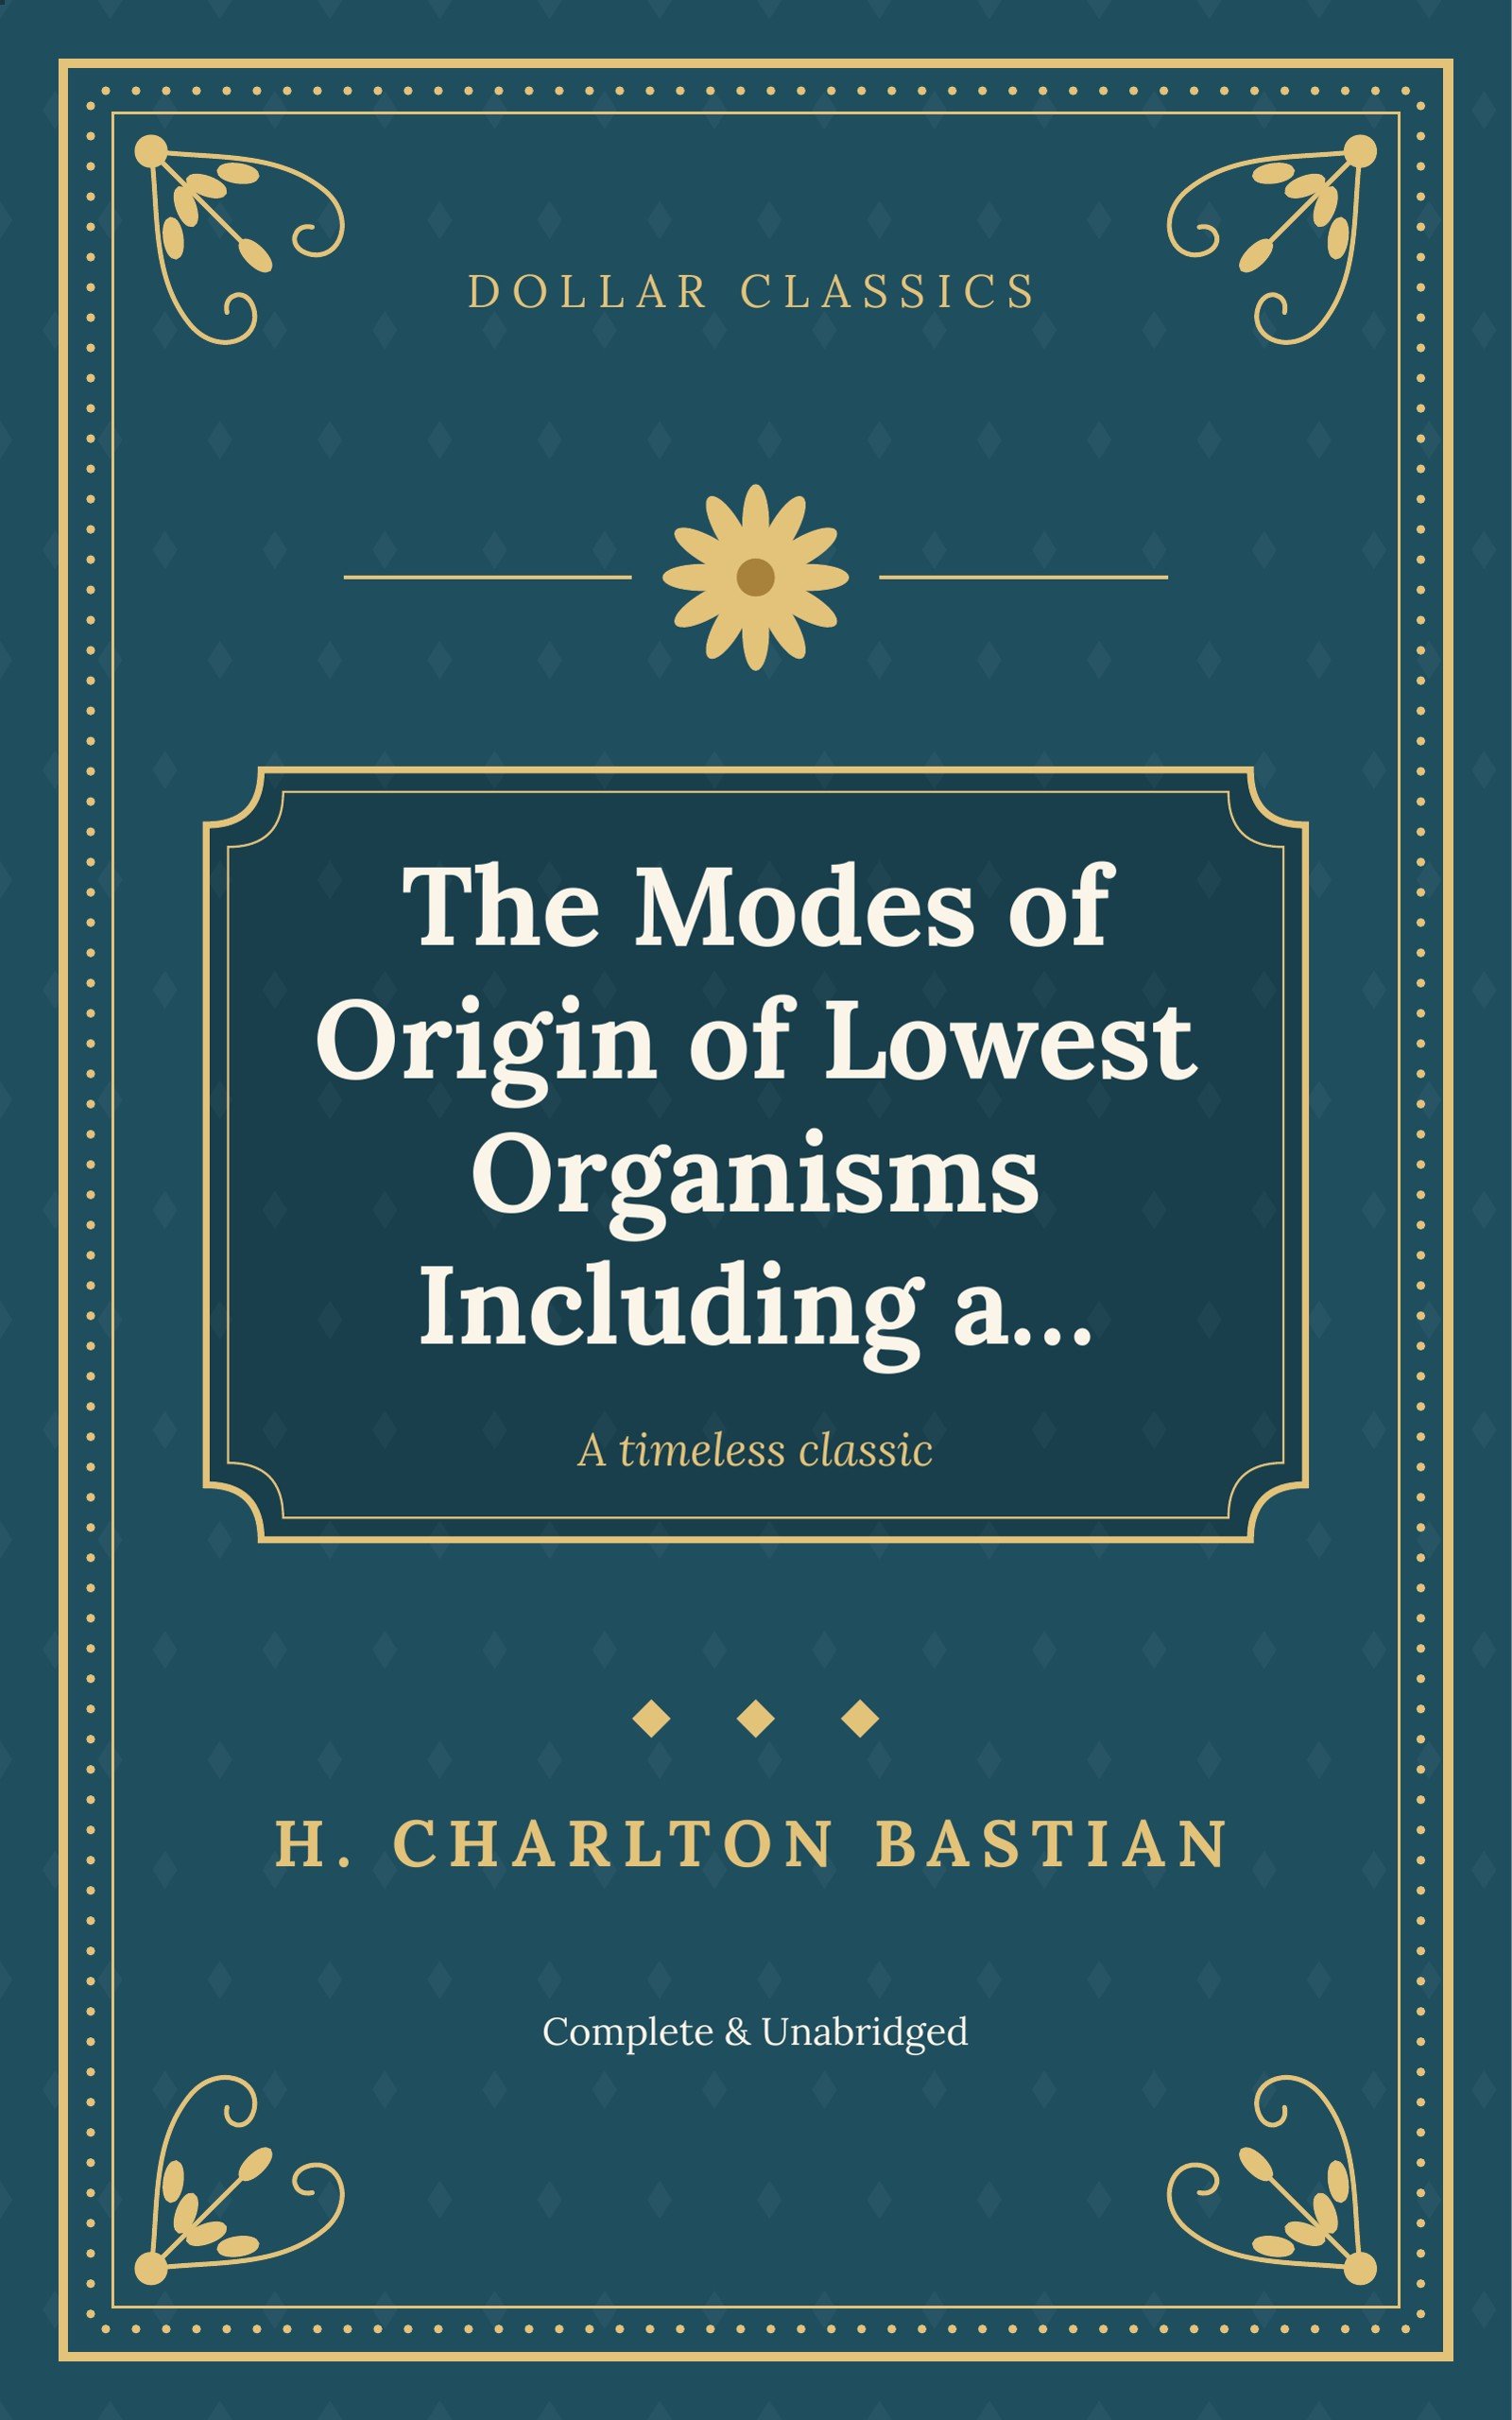 DOLLAR CLASSICS
The Modes of
Origin of Lowest
Organisms
Including a...
A timeless classic
H. CHARLTON BASTIAN
Complete & Unabridged